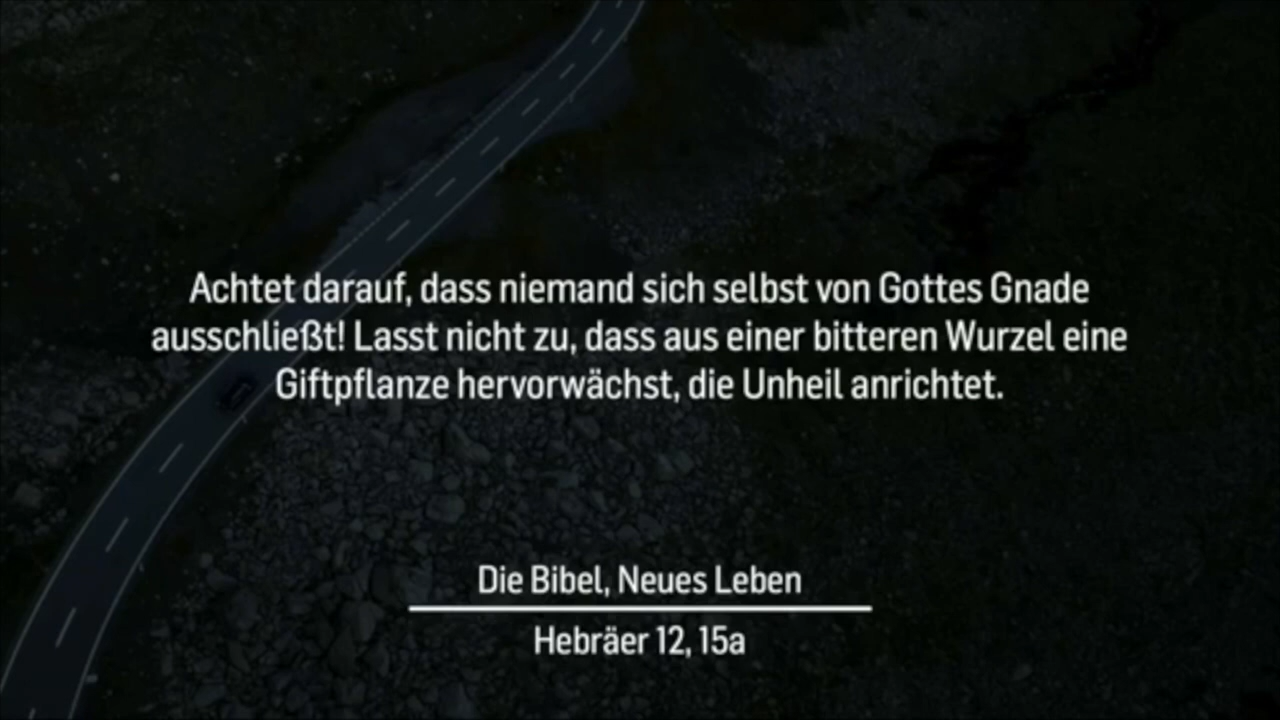 Achtet darauf, dass niemand sich selbst von Gottes Gnade
ausschließt! Lasst nicht zu, dass aus einer bitteren Wurzel eine
Giftpflanze hervorwächst, die Unheil anrichtet.
Die Bibel, Neues Leben
Hebräer 12, 15a